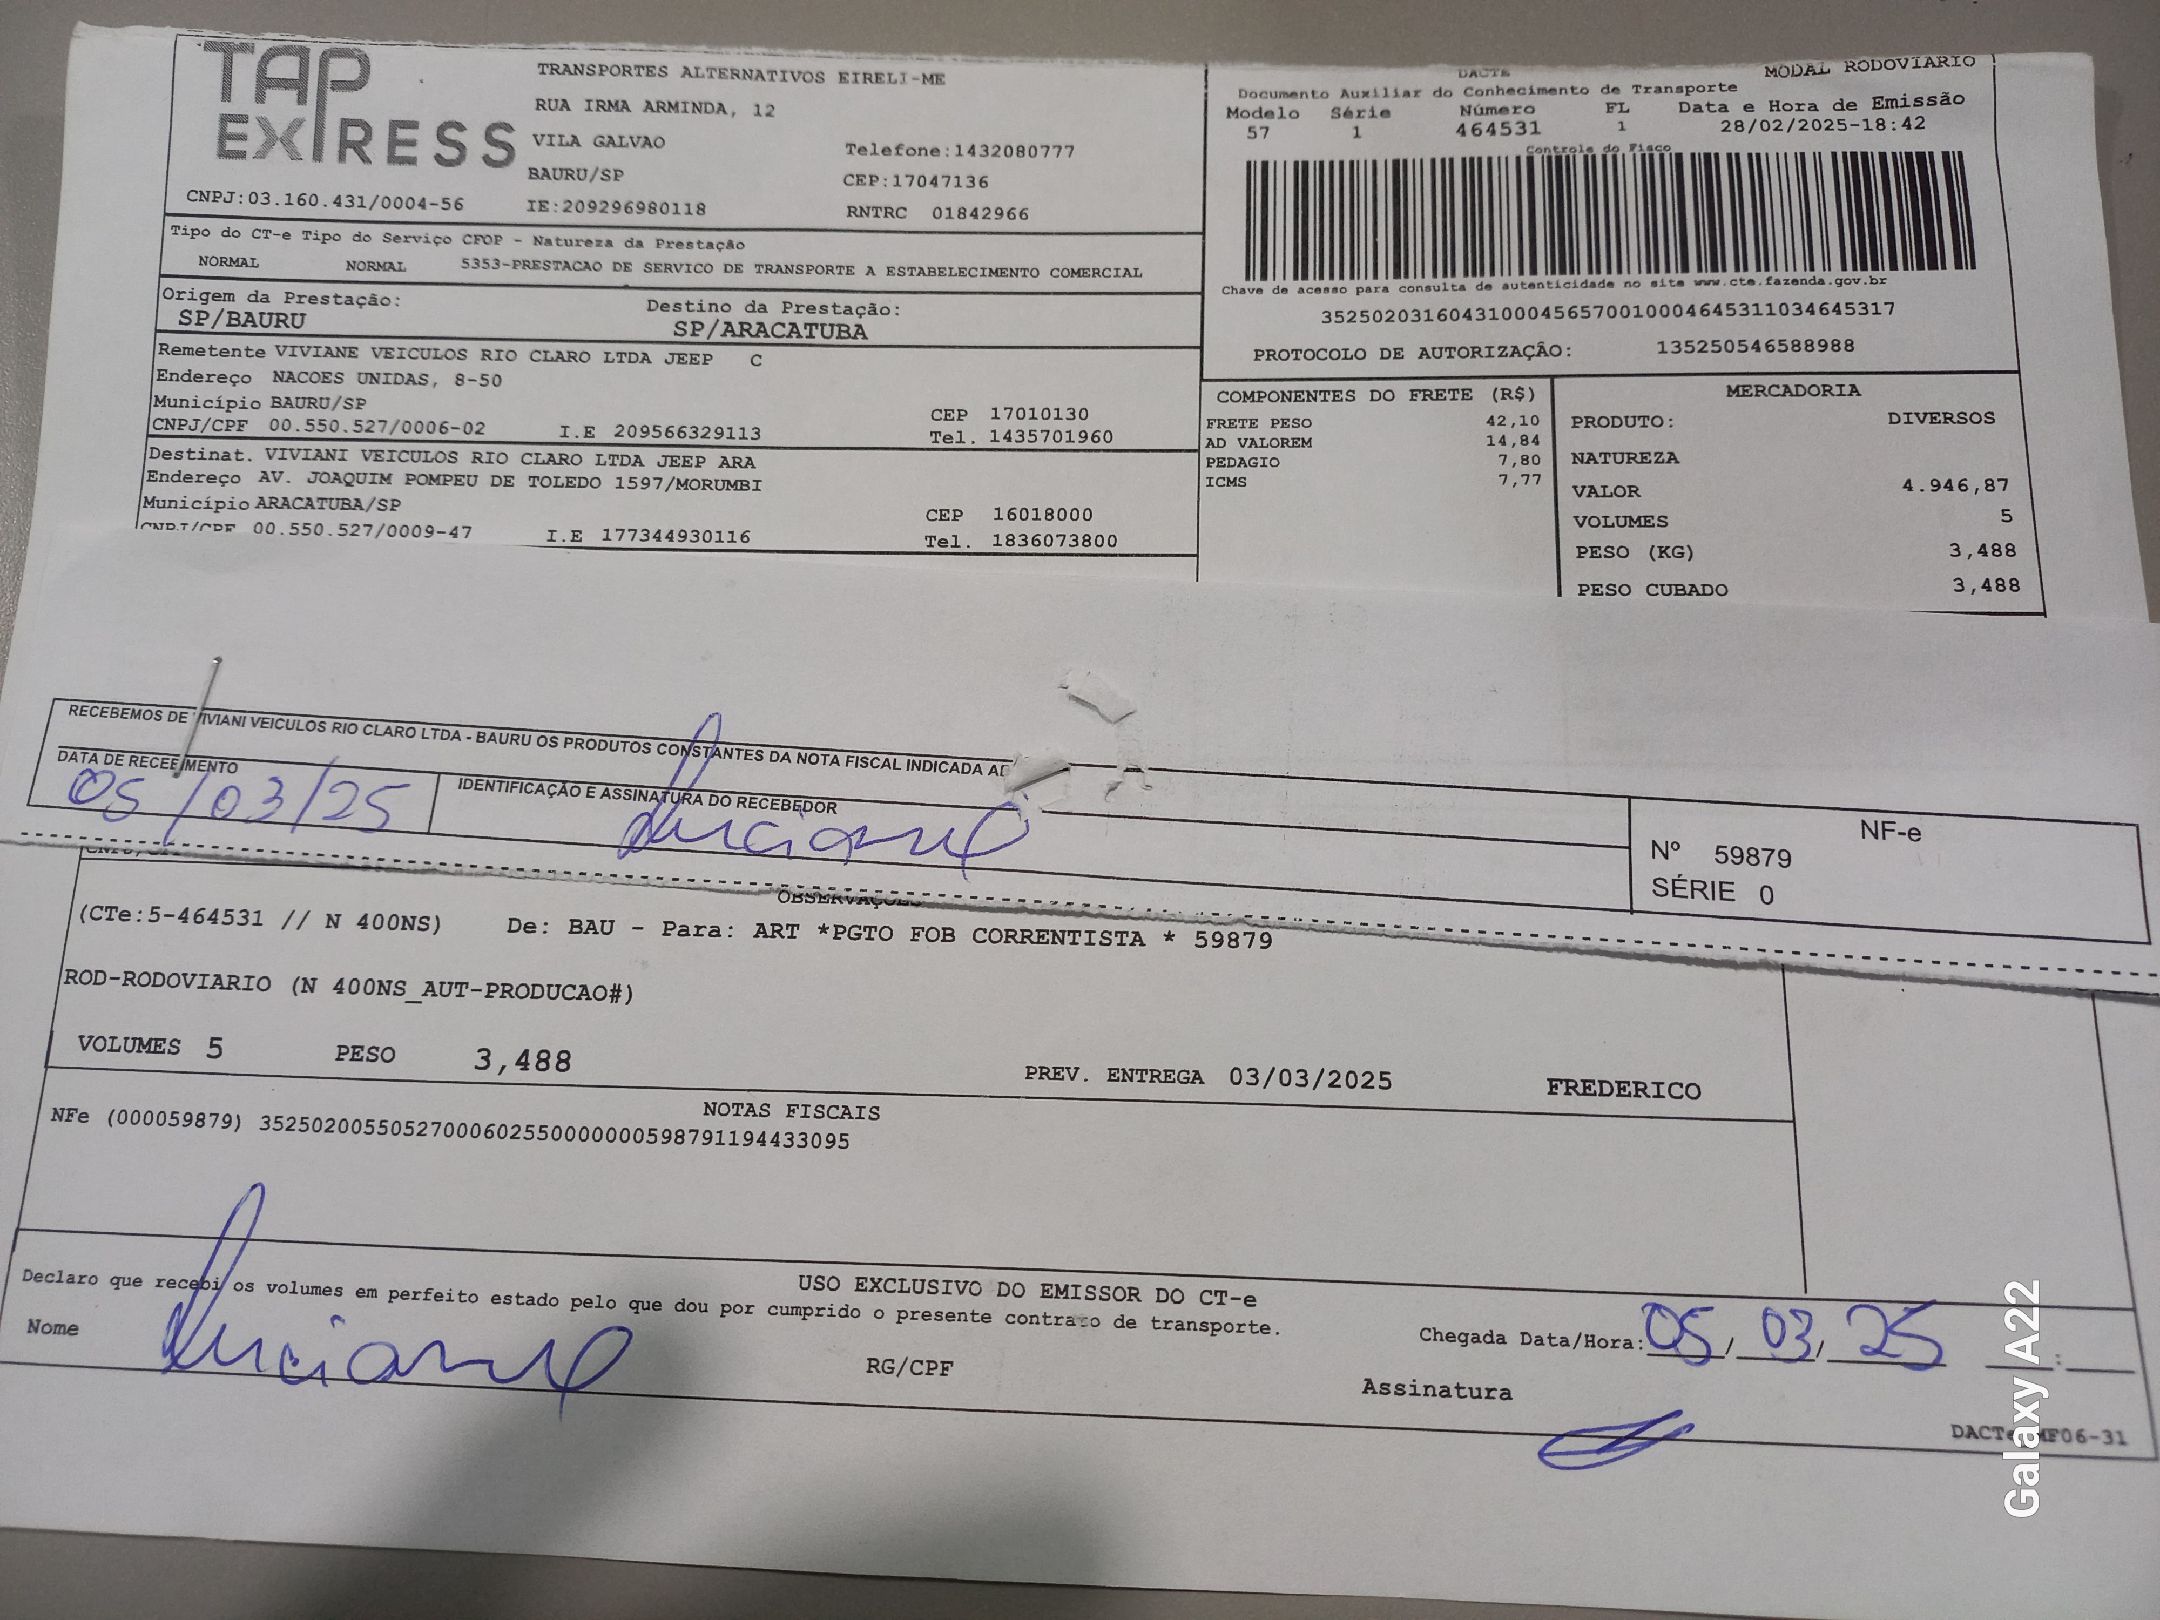 TAP EXPRESS
TRANSPORTES ALTERNATIVOS EIRELI-ME
RUA IRMA ARMINDA, 12
VILA GALVAO
Telefone:1432080777
BAURU/SP
CEP:17047136
CNPJ:03.160.431/0004-56
IE:209296980118
RNTRC 01842966
DACTE
MODAL RODOVIARIO
Documento Auxiliar do Conhecimento de Transporte
Modelo Série Número FL Data e Hora de Emissão
57 1 464531 1 28/02/2025-18:42
Controle do Fisco
Chave de acesso para consulta de autenticidade no site www.cte.fazenda.gov.br
35250203160431000456570010004645311034645317
PROTOCOLO DE AUTORIZAÇÃO: 135250546588988
Tipo do CT-e Tipo do Serviço CFOP - Natureza da Prestação
NORMAL NORMAL 5353-PRESTACAO DE SERVICO DE TRANSPORTE A ESTABELECIMENTO COMERCIAL
Origem da Prestação: Destino da Prestação:
SP/BAURU SP/ARACATUBA
Remetente VIVIANE VEICULOS RIO CLARO LTDA JEEP C
Endereço NACOES UNIDAS, 8-50
Município BAURU/SP CEP 17010130
CNPJ/CPF 00.550.527/0006-02 I.E 209566329113 Tel. 1435701960
Destinat. VIVIANI VEICULOS RIO CLARO LTDA JEEP ARA
Endereço AV. JOAQUIM POMPEU DE TOLEDO 1597/MORUMBI
Município ARACATUBA/SP CEP 16018000
CNPJ/CPF 00.550.527/0009-47 I.E 177344930116 Tel. 1836073800
COMPONENTES DO FRETE (R$)
FRETE PESO 42,10
AD VALOREM 14,84
PEDAGIO 7,80
ICMS 7,77
MERCADORIA
PRODUTO: DIVERSOS
NATUREZA
VALOR 4.946,87
VOLUMES 5
PESO (KG) 3,488
PESO CUBADO 3,488
RECEBEMOS DE VIVIANI VEICULOS RIO CLARO LTDA - BAURU OS PRODUTOS CONSTANTES DA NOTA FISCAL INDICADA
DATA DE RECEBIMENTO IDENTIFICAÇÃO E ASSINATURA DO RECEBEDOR
05/03/25 Luciano
NF-e
Nº 59879
SÉRIE 0
OBSERVAÇÕES
(CTe:5-464531 // N 400NS) De: BAU - Para: ART *PGTO FOB CORRENTISTA * 59879
ROD-RODOVIARIO (N 400NS_AUT-PRODUCAO#)
VOLUMES 5 PESO 3,488 PREV. ENTREGA 03/03/2025 FREDERICO
NOTAS FISCAIS
NFe (000059879) 35250200550527000602550000000598791194433095
USO EXCLUSIVO DO EMISSOR DO CT-e
Declaro que recebi os volumes em perfeito estado pelo que dou por cumprido o presente contrato de transporte.
Nome Luciano RG/CPF Chegada Data/Hora: 05/03/25 :
Assinatura
MF06-31
Galaxy A22